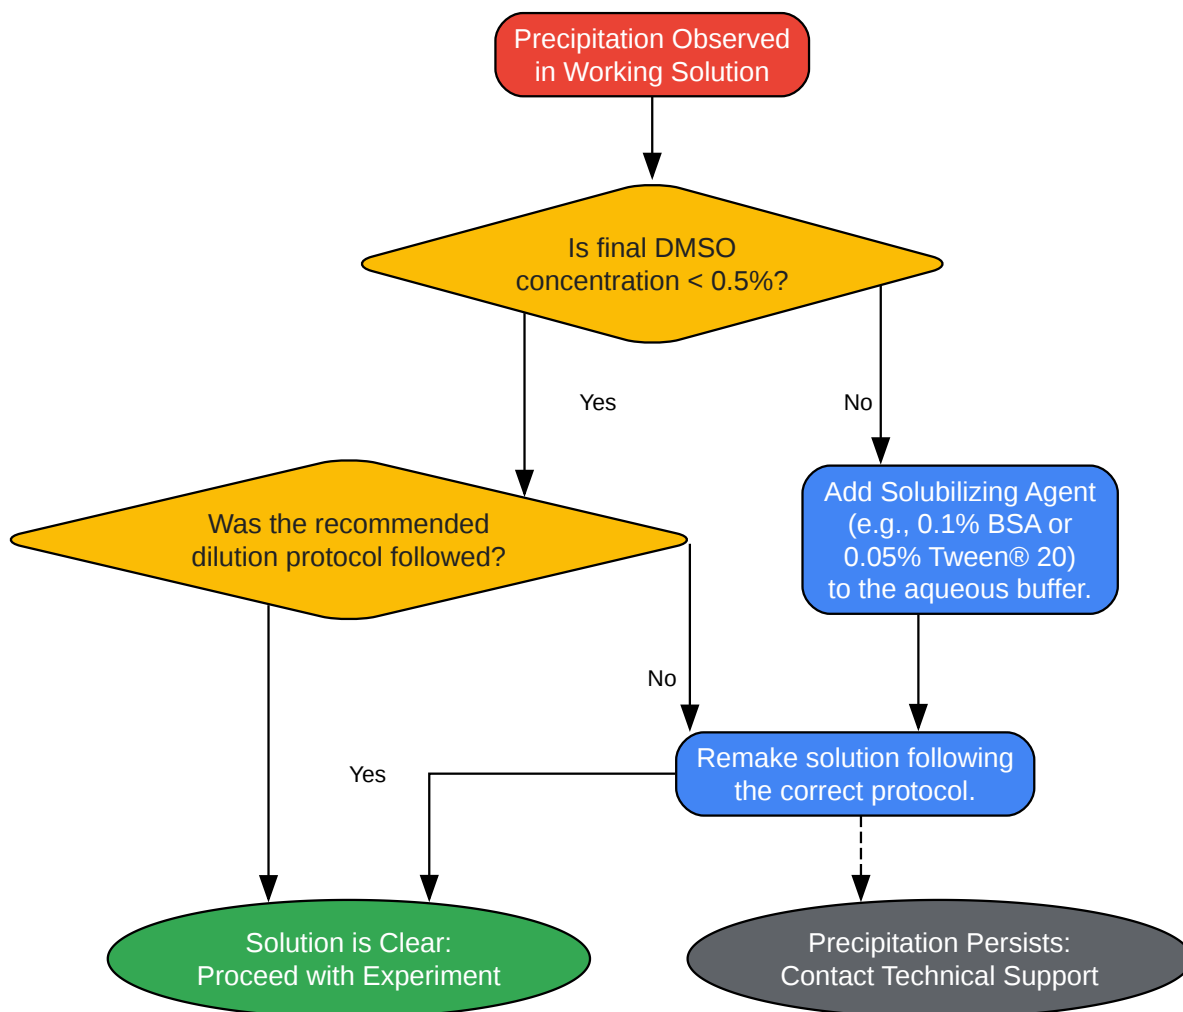 Precipitation Observed
in Working Solution
Is final DMSO
concentration < 0.5%?
Yes
No
Was the recommended
dilution protocol followed?
Add Solubilizing Agent
(e.g., 0.1% BSA or
0.05% Tween® 20)
to the aqueous buffer.
No
Yes
Remake solution following
the correct protocol.
Solution is Clear:
Proceed with Experiment
Precipitation Persists:
Contact Technical Support